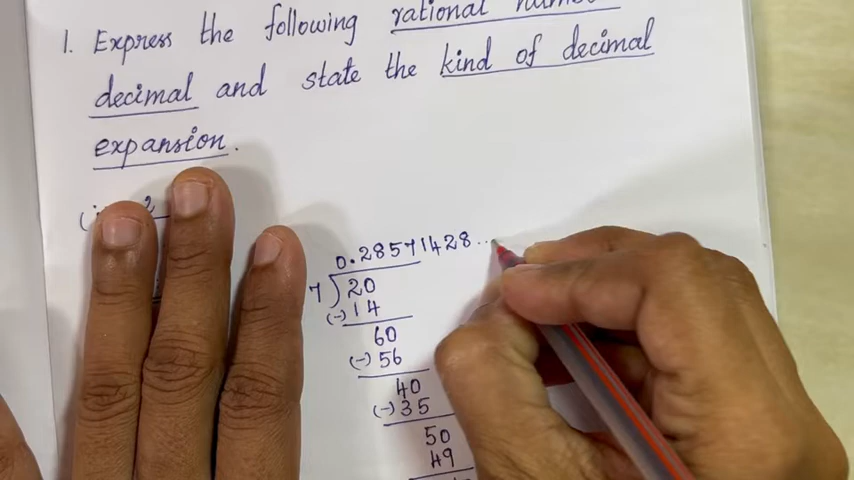 1. Express the following rational
decimal and state the kind of decimal
expansion.
2
0.28571428...
7 ) 20
(-) 14
60
(-) 56
40
(-) 35
50
49